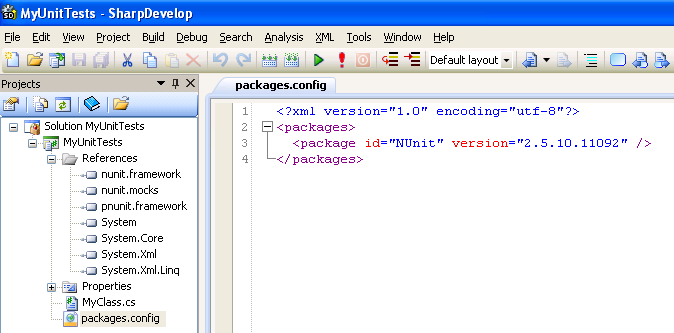 MyUnitTests - SharpDevelop
File Edit View Project Build Debug Search Analysis XML Tools Window Help
Default layout
Projects
packages.config
Solution MyUnitTests
MyUnitTests
References
nunit.framework
nunit.mocks
pnunit.framework
System
System.Core
System.Xml
System.Xml.Linq
Properties
MyClass.cs
packages.config
1 <?xml version="1.0" encoding="utf-8"?>
2 <packages>
3 <package id="NUnit" version="2.5.10.11092" />
4 </packages>